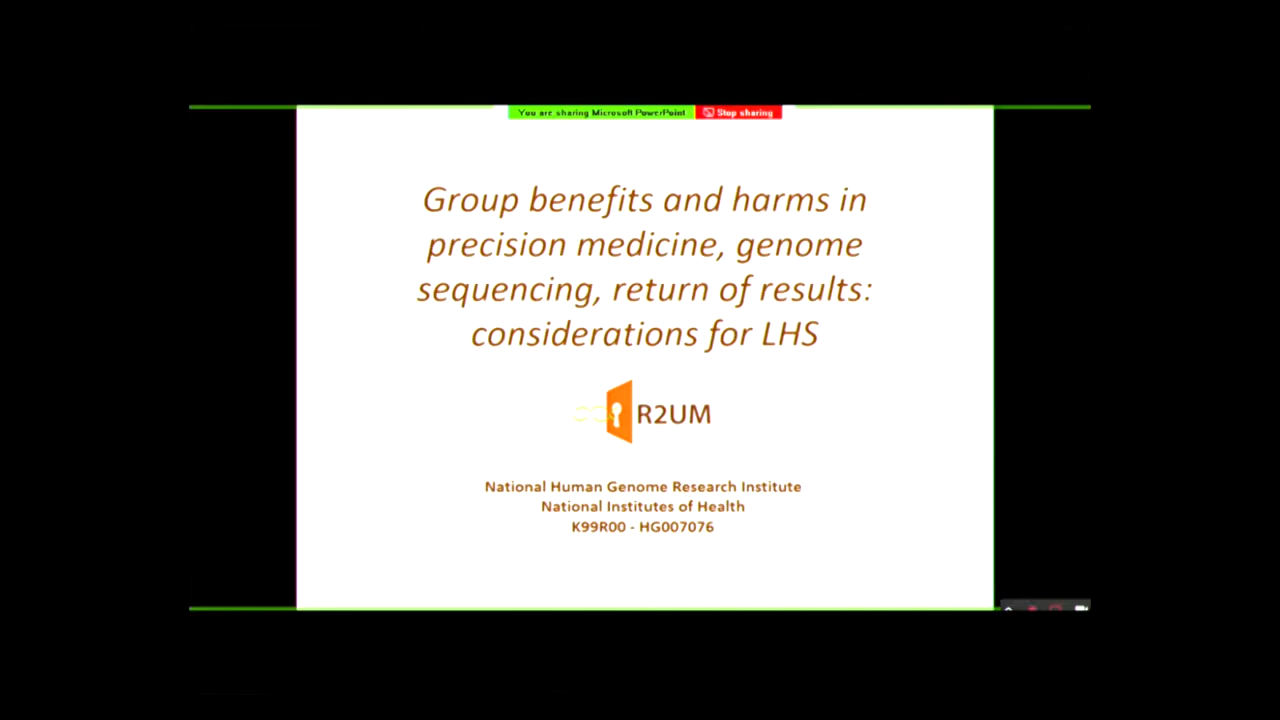 You are sharing Microsoft PowerPoint Stop sharing
Group benefits and harms in
precision medicine, genome
sequencing, return of results:
considerations for LHS
R2UM
National Human Genome Research Institute
National Institutes of Health
K99R00 - HG007076